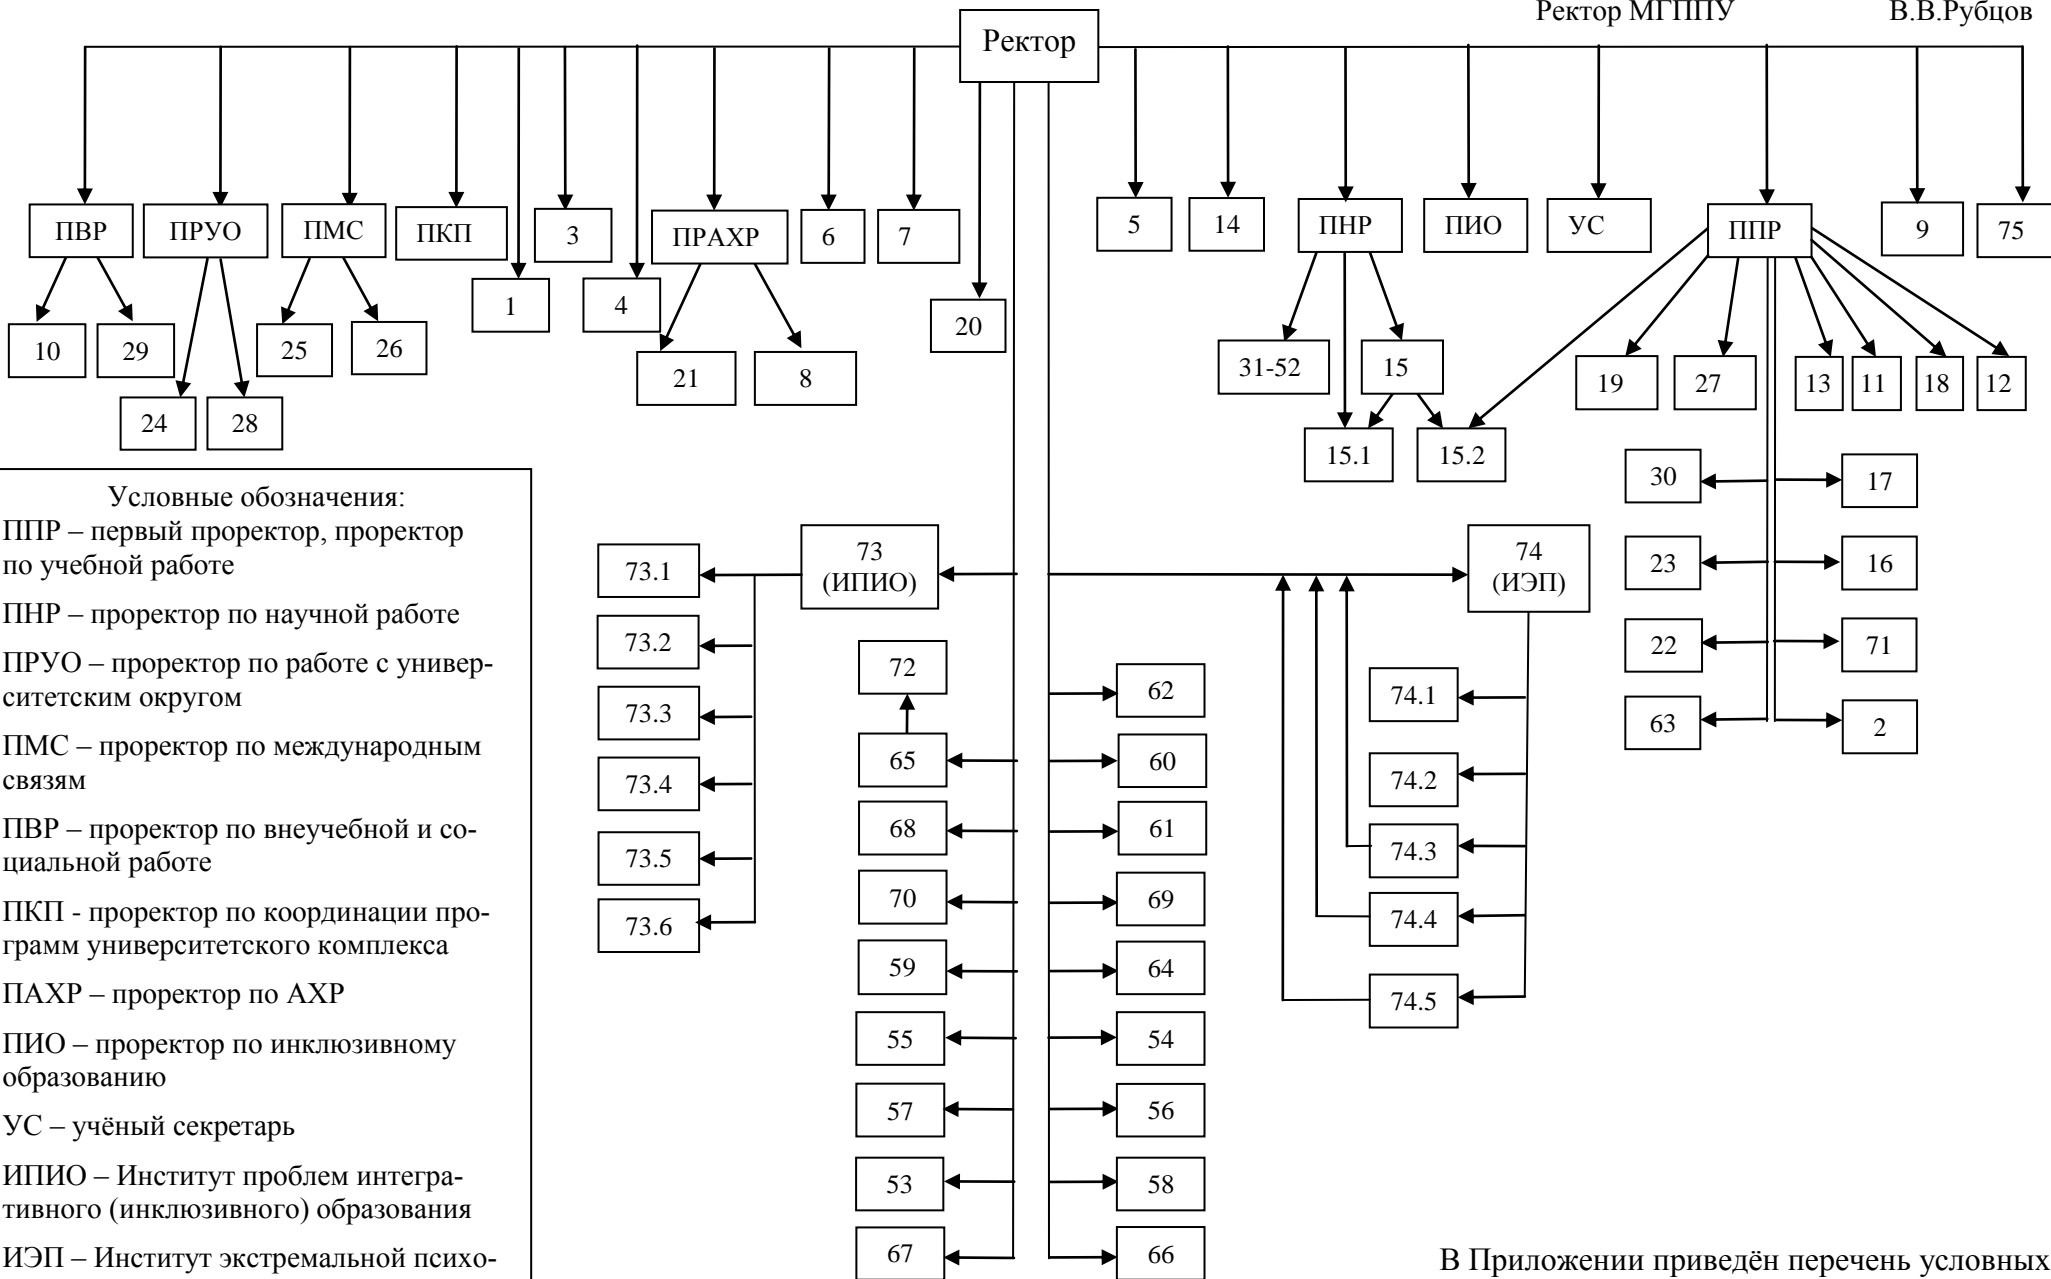 Ректор МГППУ В.В.Рубцов
Ректор
ПВР
ПРУО
ПМС
ПКП
3
ПРАХР
6
7
5
14
ПНР
ПИО
УС
ППР
9
75
1
4
20
10
29
25
26
21
8
24
28
31-52
15
19
27
13
11
18
12
15.1
15.2
30
17
23
16
22
71
63
2
Условные обозначения:
ППР – первый проректор, проректор
по учебной работе
ПНР – проректор по научной работе
ПРУО – проректор по работе с универ-
ситетским округом
ПМС – проректор по международным
связям
ПВР – проректор по внеучебной и со-
циальной работе
ПКП - проректор по координации про-
грамм университетского комплекса
ПАХР – проректор по АХР
ПИО – проректор по инклюзивному
образованию
УС – учёный секретарь
ИПИО – Институт проблем интегра-
тивного (инклюзивного) образования
ИЭП – Институт экстремальной психо-
73.1
73.2
73.3
73.4
73.5
73.6
73
(ИПИО)
72
65
68
70
59
55
57
53
67
62
60
61
69
64
54
56
58
66
74
(ИЭП)
74.1
74.2
74.3
74.4
74.5
В Приложении приведён перечень условных